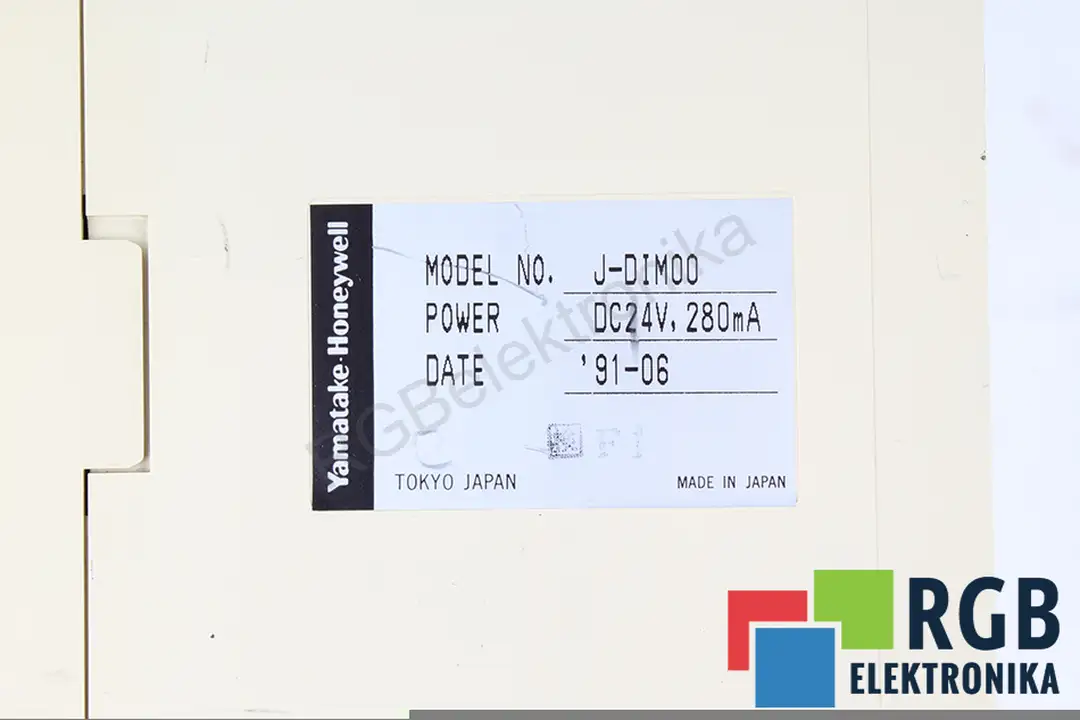 Yamatake-Honeywell
MODEL NO. J-DIM00
POWER DC24V, 280mA
DATE '91-06
F1
TOKYO JAPAN
MADE IN JAPAN
RGBelektronika
RGB
ELEKTRONIKA